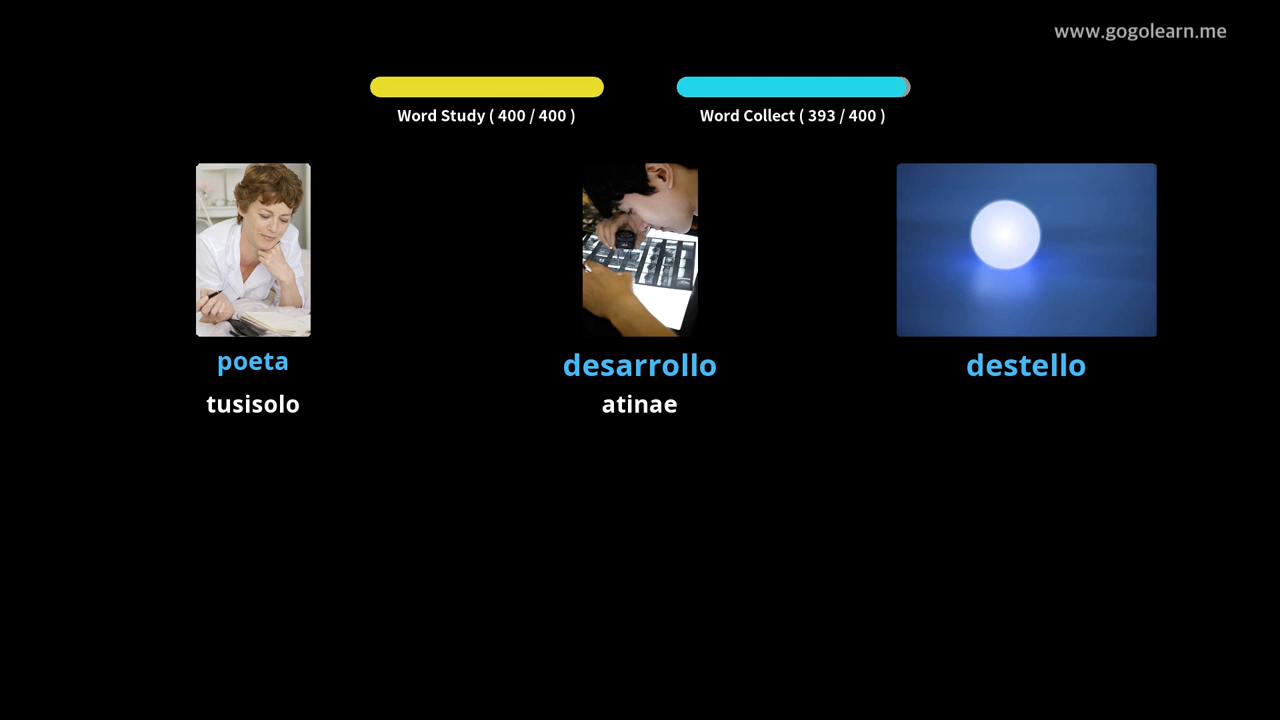 www.gogolearn.me
Word Study ( 400 / 400 )
Word Collect ( 393 / 400 )
poeta
desarrollo
destello
tusisolo
atinae